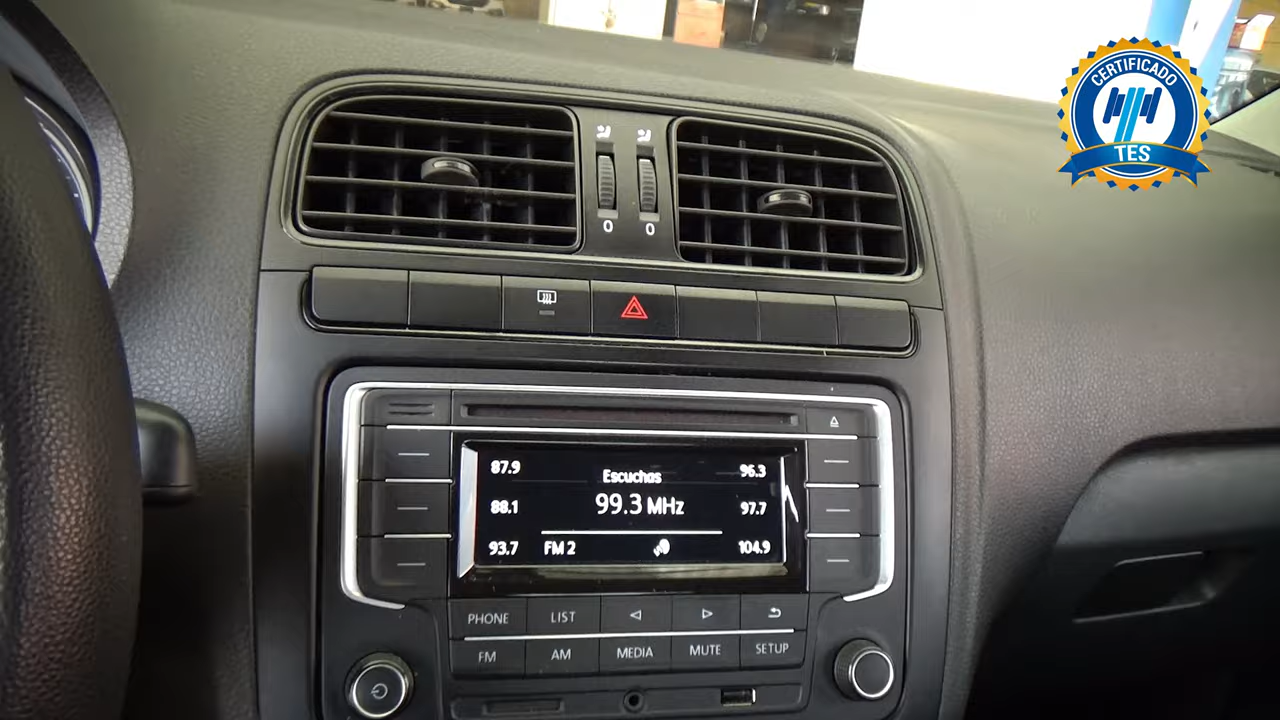 CERTIFICADO
TES
0 0
87.9 Escuchas 96.3
88.1 99.3 MHz 97.7
93.7 FM 2 104.9
PHONE LIST
FM AM MEDIA MUTE SETUP